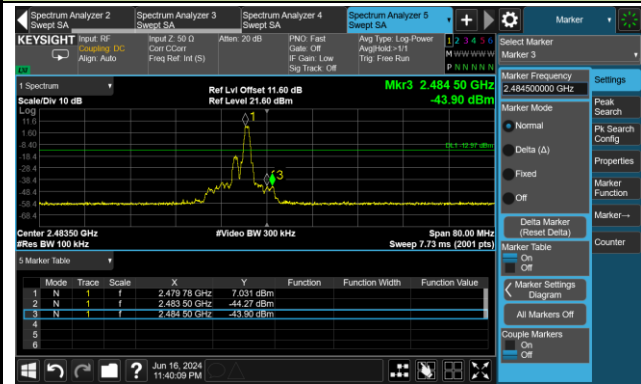 Spectrum Analyzer 2
Swept SA
Spectrum Analyzer 3
Swept SA
Spectrum Analyzer 4
Swept SA
Spectrum Analyzer 5
Swept SA
Marker
KEYSIGHT
Input: RF
Coupling: DC
Align: Auto
Input Z: 50 Ω
Corr CCorr
Freq Ref: Int (S)
Atten: 20 dB
PNO: Fast
Gate: Off
IF Gain: Low
Sig Track: Off
Avg Type: Log-Power
Avg|Hold:>1/1
Trig: Free Run
1 2 3 4 5 6
M W W W W W
P N N N N N
Select Marker
Marker 3
LW
1 Spectrum
Scale/Div 10 dB
Log
Ref Lvl Offset 11.60 dB
Ref Level 21.60 dBm
Mkr3 2.484 50 GHz
-43.90 dBm
11.6
1.60
-8.40
-18.4
-28.4
-38.4
-48.4
-58.4
-68.4
1
3
DL1 -12.97 dBm
Center 2.48350 GHz
#Res BW 100 kHz
#Video BW 300 kHz
Span 80.00 MHz
Sweep 7.73 ms (2001 pts)
5 Marker Table
Mode Trace Scale X Y Function Function Width Function Value
1 N 1 f 2.479 78 GHz 7.031 dBm
2 N 1 f 2.483 50 GHz -44.27 dBm
3 N 1 f 2.484 50 GHz -43.90 dBm
4
5
6
Marker Frequency
2.484500000 GHz
Marker Mode
Normal
Delta (Δ)
Fixed
Off
Delta Marker
(Reset Delta)
Marker Table
On
Off
Marker Settings
Diagram
All Markers Off
Couple Markers
On
Off
Settings
Peak
Search
Pk Search
Config
Properties
Marker
Function
Marker→
Counter
Jun 16, 2024
11:40:09 PM